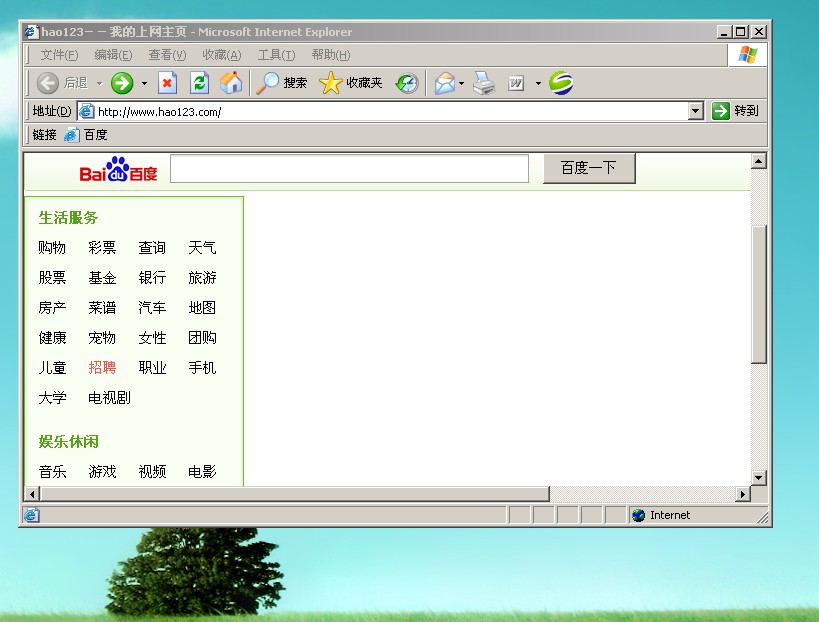 hao123－－我的上网主页 - Microsoft Internet Explorer
文件(F) 编辑(E) 查看(V) 收藏(A) 工具(T) 帮助(H)
后退 搜索 收藏夹 W
地址(D) http://www.hao123.com/ 转到
链接 百度
Bai du 百度 百度一下
生活服务
购物 彩票 查询 天气
股票 基金 银行 旅游
房产 菜谱 汽车 地图
健康 宠物 女性 团购
儿童 招聘 职业 手机
大学 电视剧
娱乐休闲
音乐 游戏 视频 电影
Internet